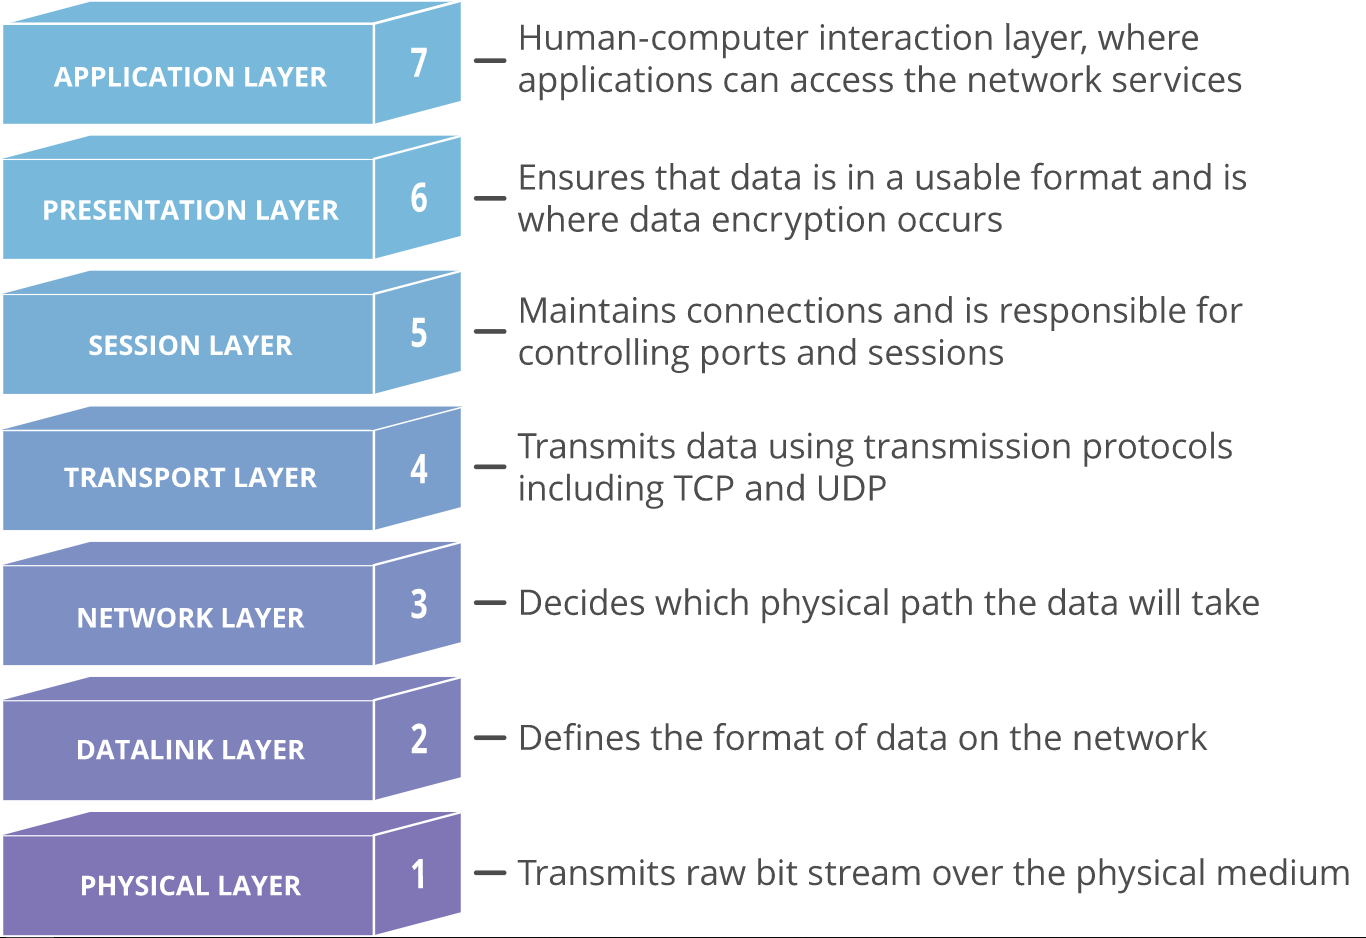 APPLICATION LAYER
7
Human-computer interaction layer, where
applications can access the network services
PRESENTATION LAYER
6
Ensures that data is in a usable format and is
where data encryption occurs
SESSION LAYER
5
Maintains connections and is responsible for
controlling ports and sessions
TRANSPORT LAYER
4
Transmits data using transmission protocols
including TCP and UDP
NETWORK LAYER
3
Decides which physical path the data will take
DATALINK LAYER
2
Defines the format of data on the network
PHYSICAL LAYER
1
Transmits raw bit stream over the physical medium